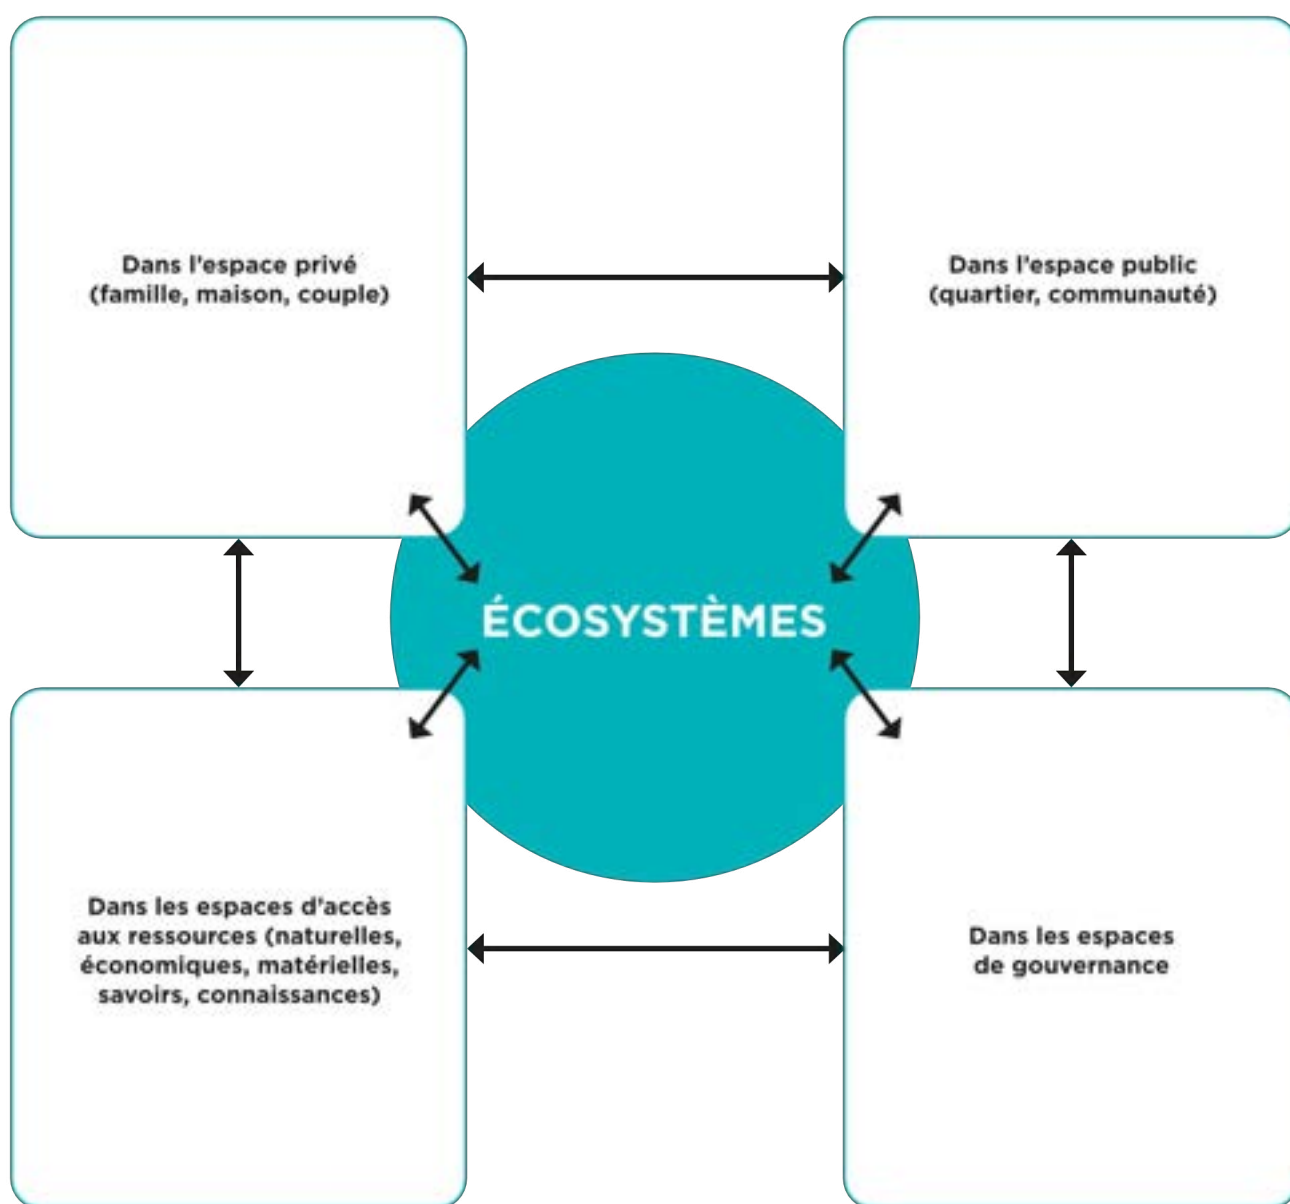 Dans l'espace privé
(famille, maison, couple)
Dans l'espace public
(quartier, communauté)
ÉCOSYSTÈMES
Dans les espaces d'accès
aux ressources (naturelles,
économiques, matérielles,
savoirs, connaissances)
Dans les espaces
de gouvernance